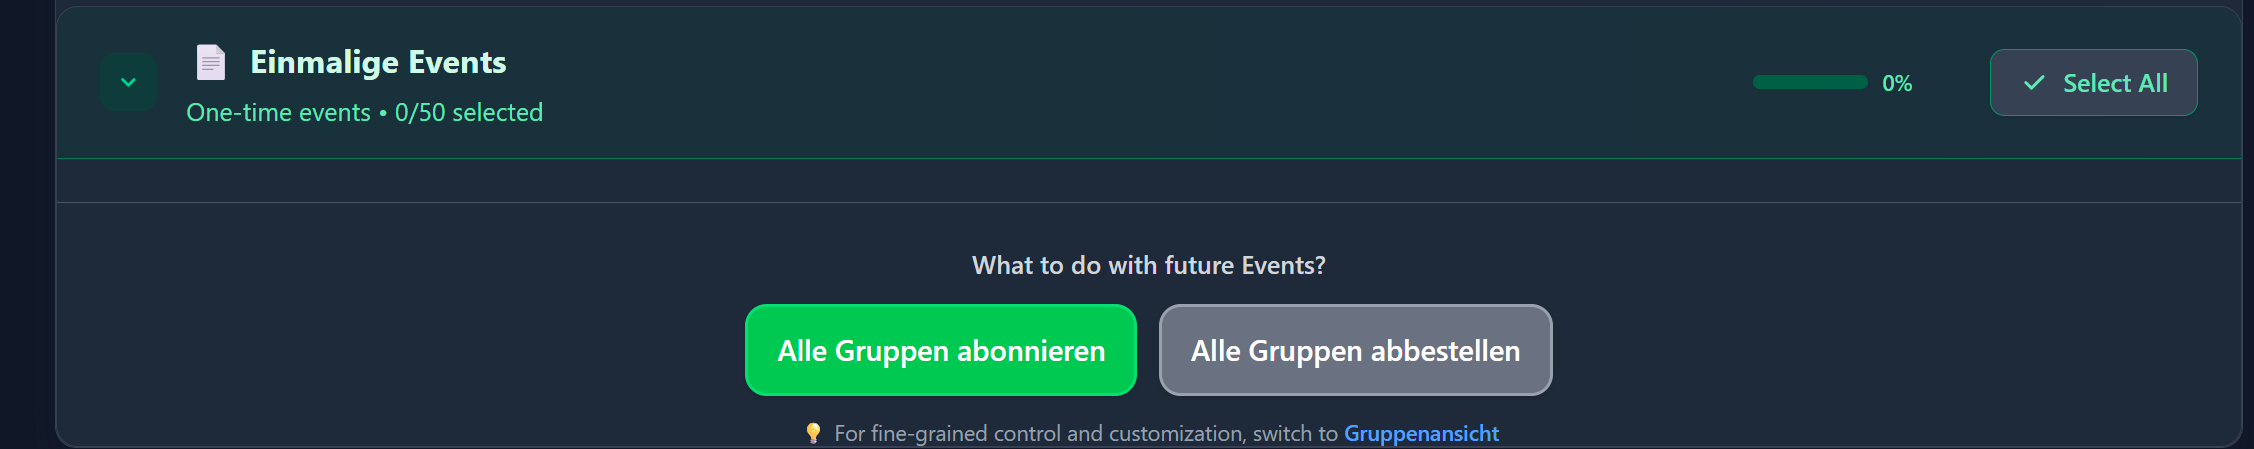 Einmalige Events
One-time events • 0/50 selected
0%
Select All
What to do with future Events?
Alle Gruppen abonnieren
Alle Gruppen abbestellen
For fine-grained control and customization, switch to Gruppenansicht